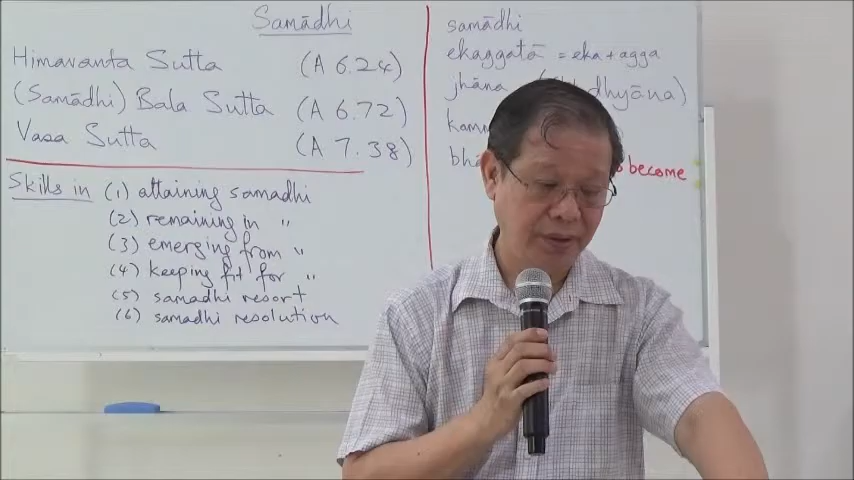 Samādhi
Himavanta Sutta (A 6.24)
(Samādhi) Bala Sutta (A 6.72)
Vasa Sutta (A 7.38)
Skills in (1) attaining samadhi
(2) remaining in "
(3) emerging from "
(4) keeping fit for "
(5) samadhi resort
(6) samadhi resolution
samādhi
ekaggatā = eka + agga
jhāna dhyāna)
become